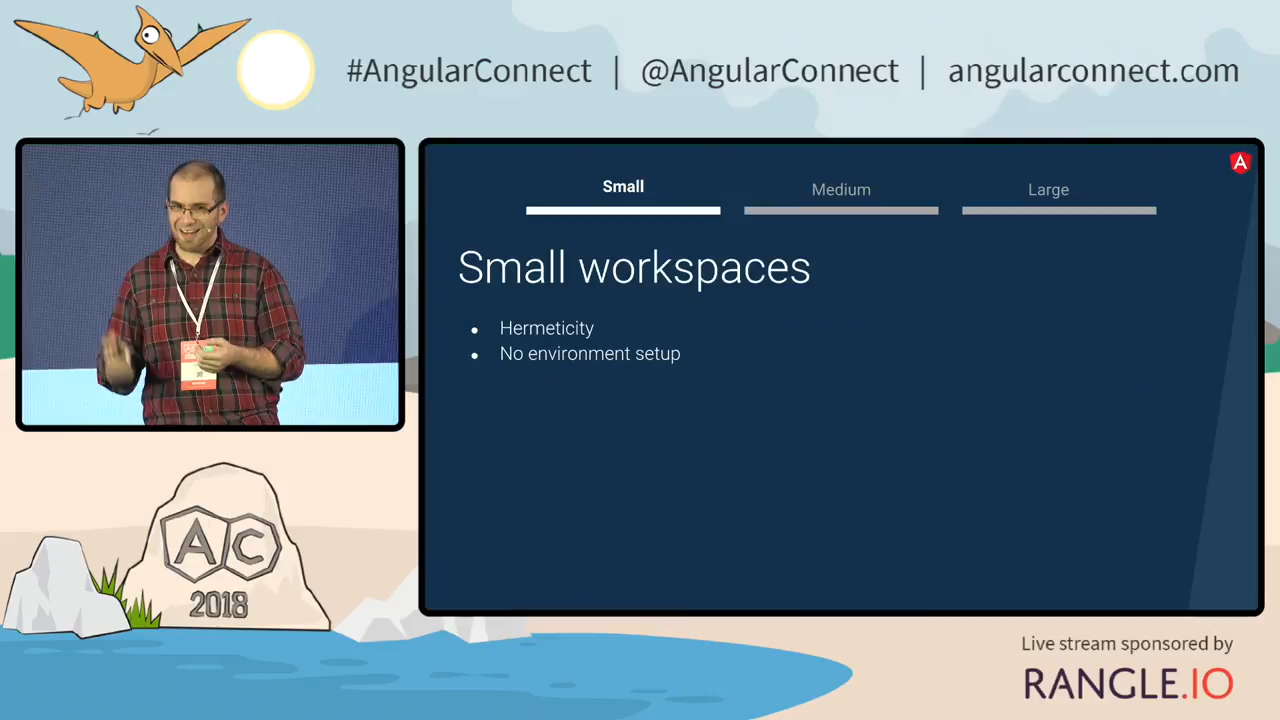 #AngularConnect | @AngularConnect | angularconnect.com
Small
Medium
Large
A
Small workspaces
• Hermeticity
• No environment setup
AC
2018
Live stream sponsored by
RANGLE.IO